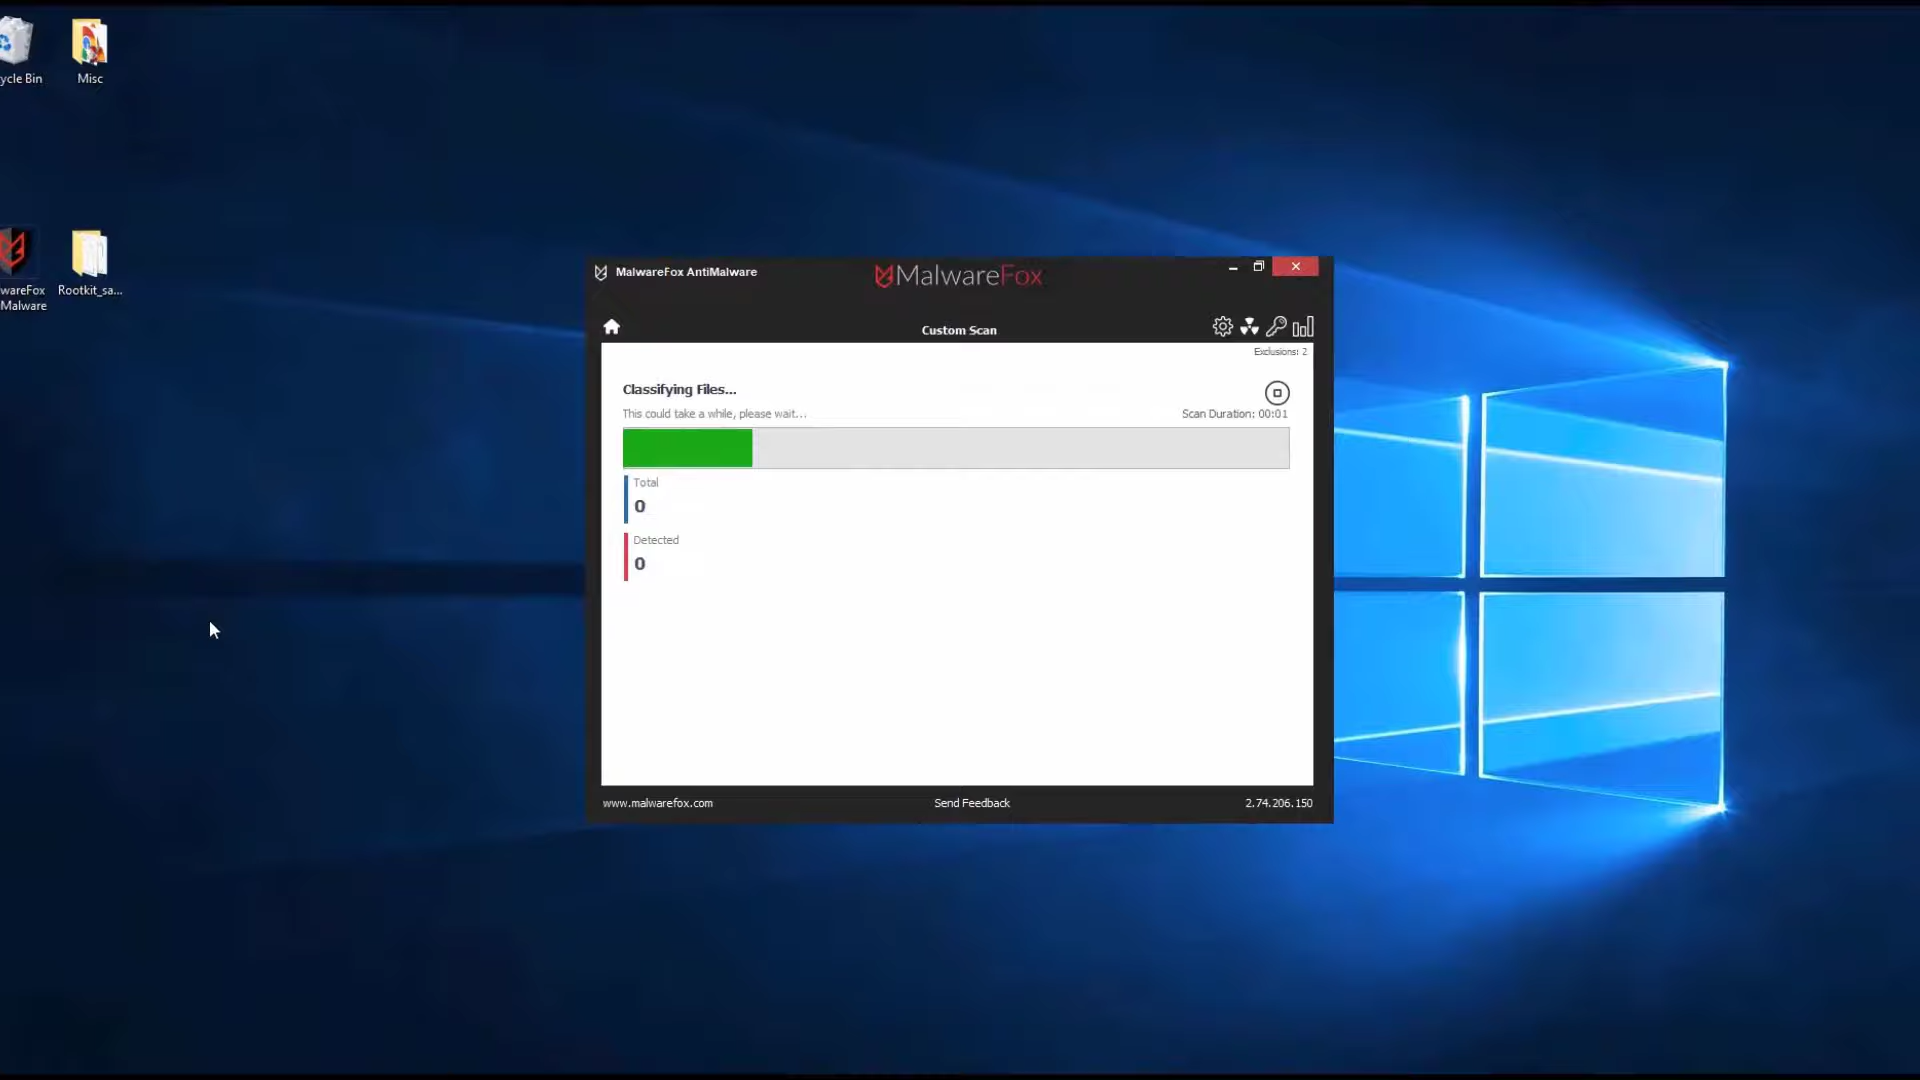 ycle Bin
Misc
wareFox
Malware
Rootkit_sa...
MalwareFox AntiMalware
MalwareFox
Custom Scan
Exclusions: 2
Classifying Files...
This could take a while, please wait...
Scan Duration: 00:01
Total
0
Detected
0
www.malwarefox.com
Send Feedback
2.74.206.150